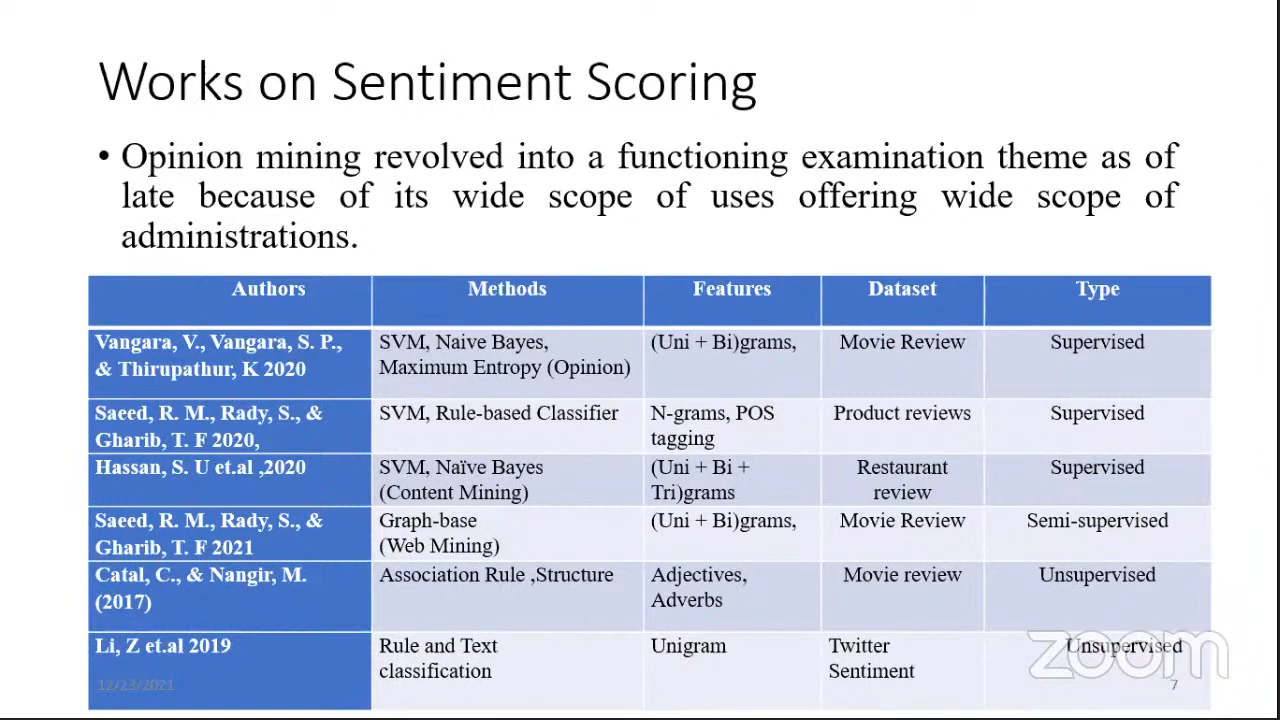 Works on Sentiment Scoring
• Opinion mining revolved into a functioning examination theme as of
late because of its wide scope of uses offering wide scope of
administrations.
Authors Methods Features Dataset Type
Vangara, V., Vangara, S. P., SVM, Naive Bayes, (Uni + Bi)grams, Movie Review Supervised
& Thirupathur, K 2020 Maximum Entropy (Opinion)
Saeed, R. M., Rady, S., & SVM, Rule-based Classifier N-grams, POS Product reviews Supervised
Gharib, T. F 2020, tagging
Hassan, S. U et.al ,2020 SVM, Naïve Bayes (Uni + Bi + Restaurant Supervised
(Content Mining) Tri)grams review
Saeed, R. M., Rady, S., & Graph-base (Uni + Bi)grams, Movie Review Semi-supervised
Gharib, T. F 2021 (Web Mining)
Catal, C., & Nangir, M. Association Rule ,Structure Adjectives, Movie review Unsupervised
(2017) Adverbs
Li, Z et.al 2019 Rule and Text Unigram Twitter Unsupervised
classification Sentiment
12/23/2021 7
zoom